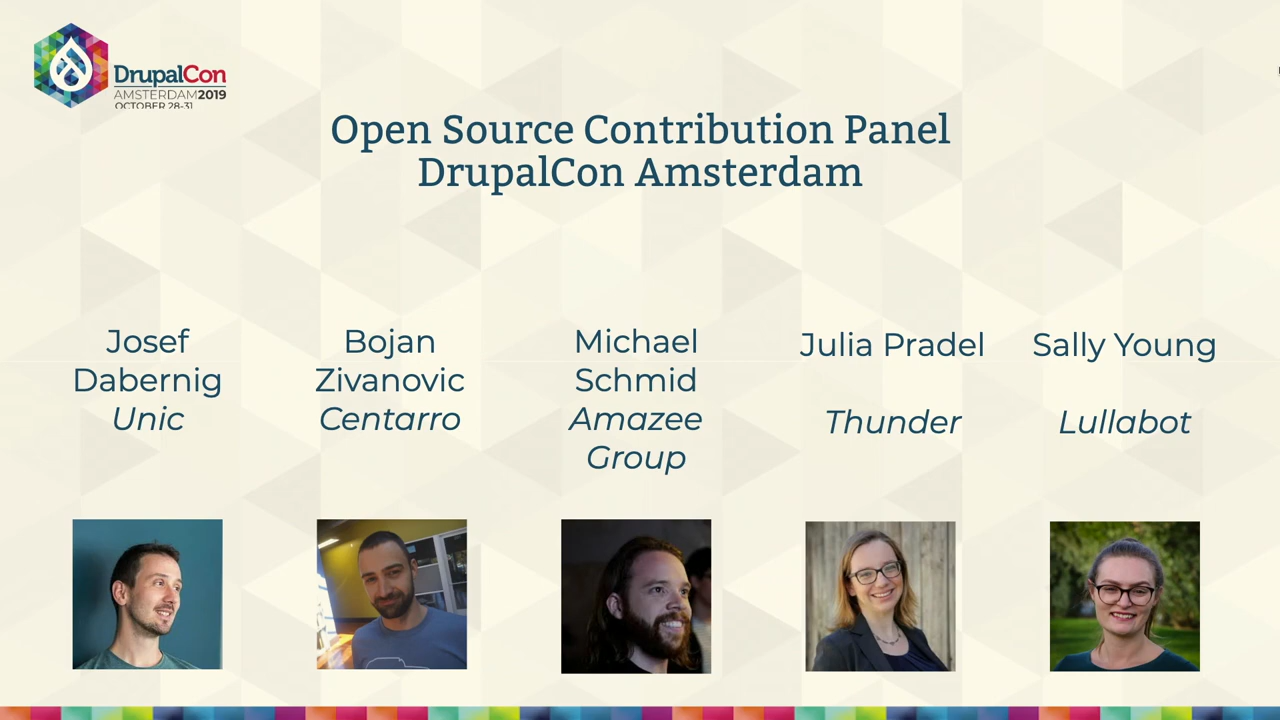 DrupalCon
AMSTERDAM2019
OCTOBER 28-31
Open Source Contribution Panel
DrupalCon Amsterdam
Josef
Dabernig
Unic
Bojan
Zivanovic
Centarro
Michael
Schmid
Amazee
Group
Julia Pradel
Thunder
Sally Young
Lullabot